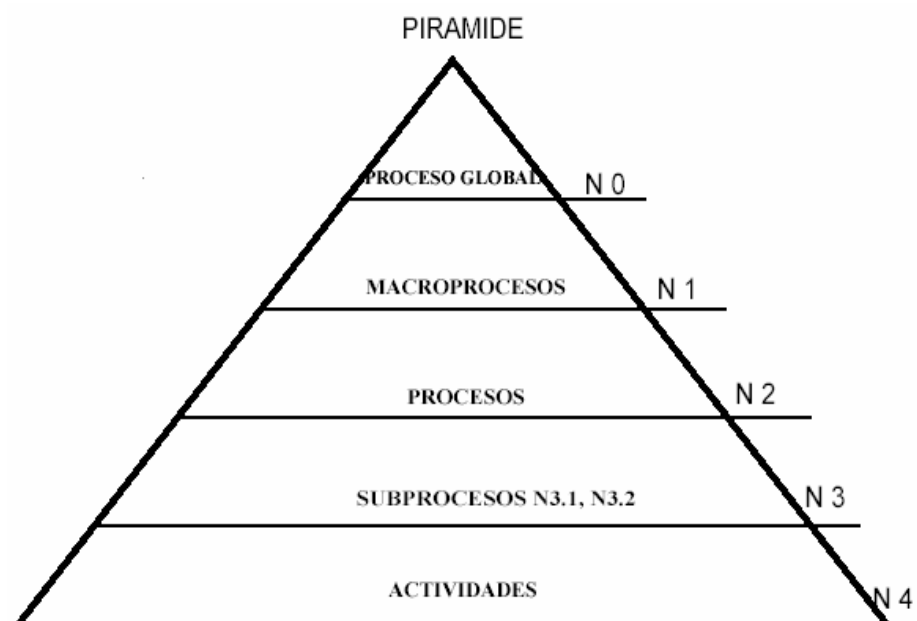 PIRAMIDE
PROCESO GLOBAL
N 0
MACROPROCESOS
N 1
PROCESOS
N 2
SUBPROCESOS N3.1, N3.2
N 3
ACTIVIDADES
N 4